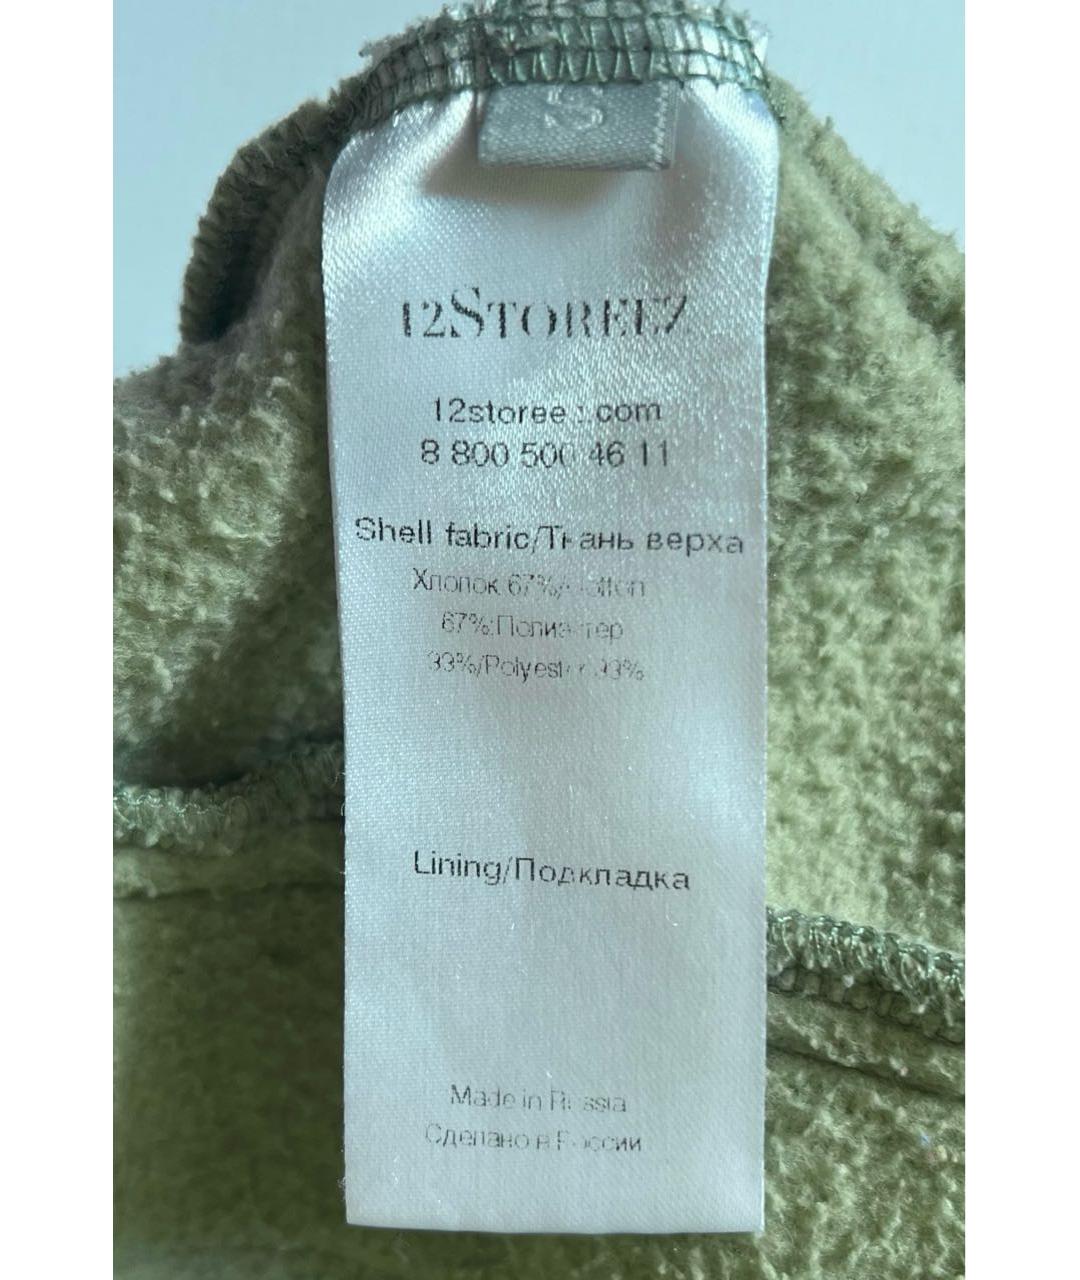 S
12STOREEZ
12storeez.com
8 800 500 46 11
Shell fabric/Ткань верха
Хлопок 67%/Cotton
67%;Полиэстер
33%/Polyester 33%
Lining/Подкладка
Made in Russia
Сделано в России